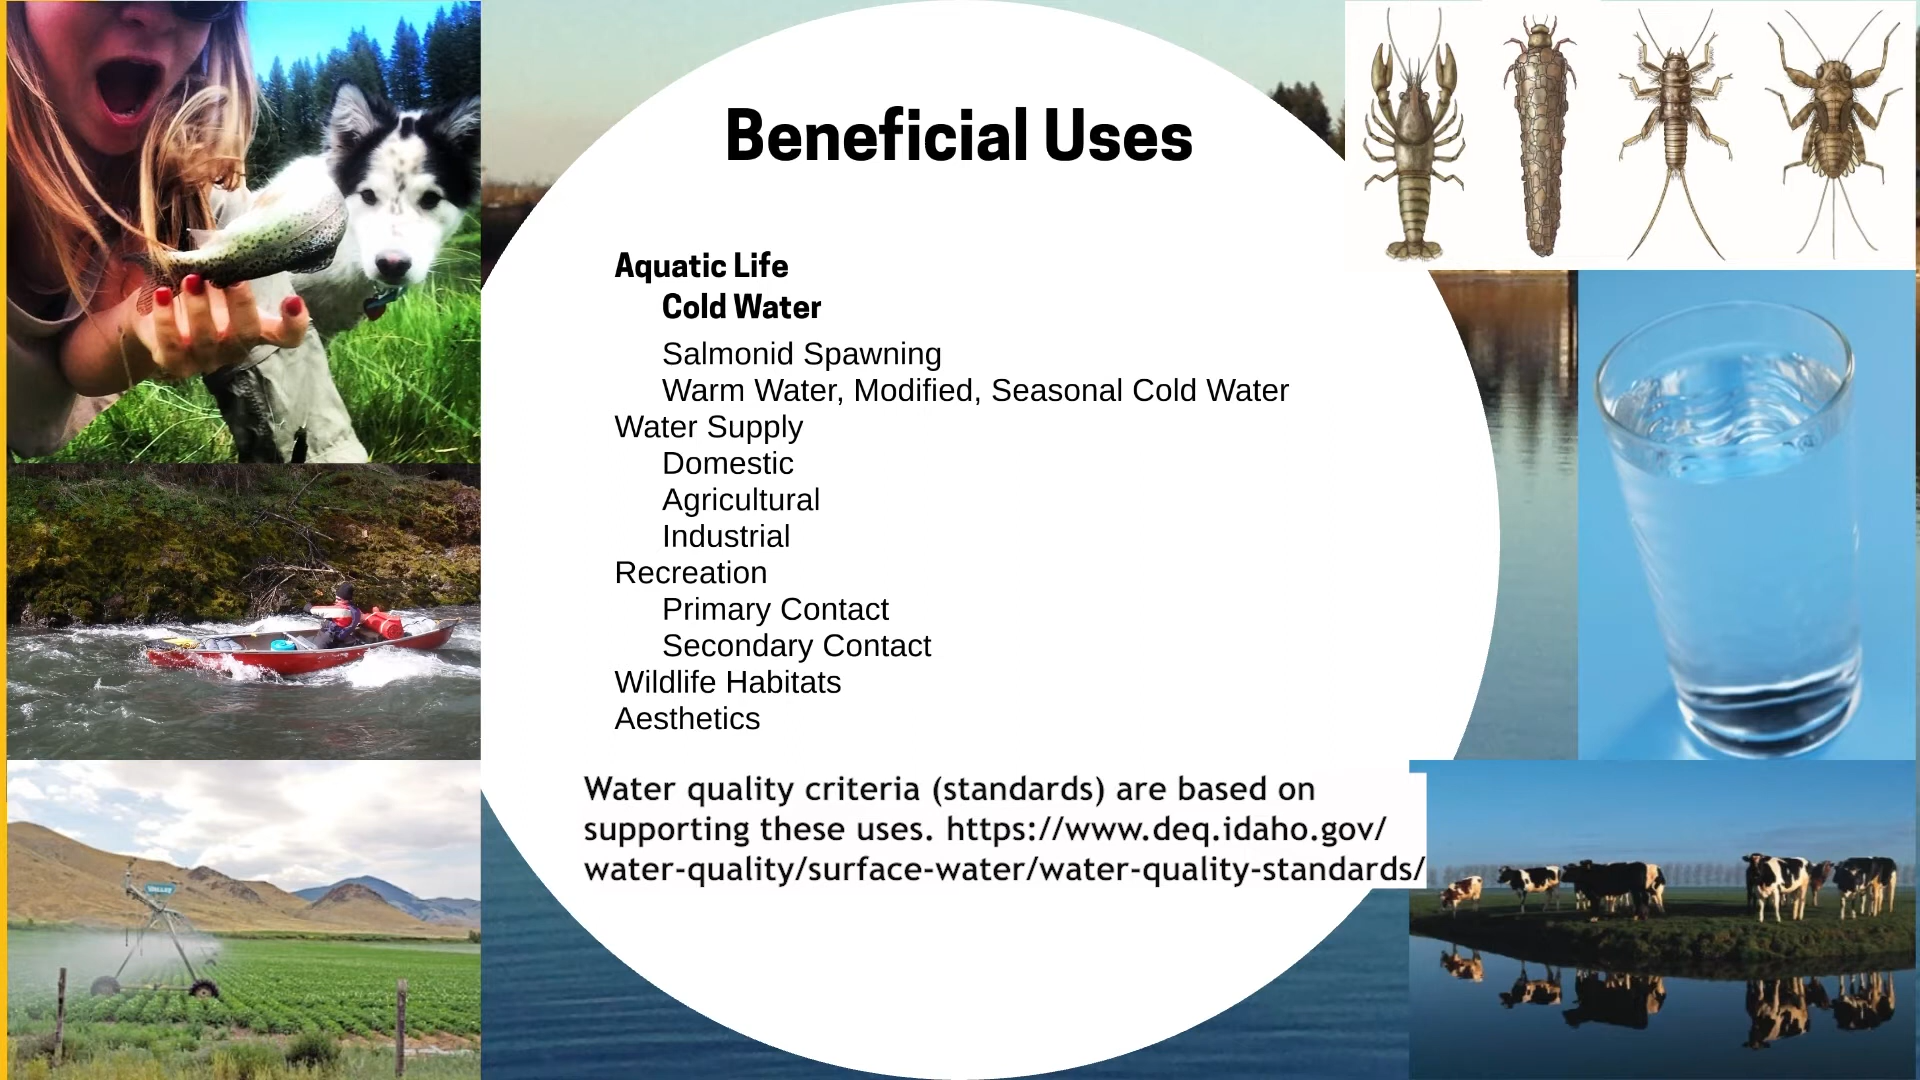 Beneficial Uses
Aquatic Life
Cold Water
Salmonid Spawning
Warm Water, Modified, Seasonal Cold Water
Water Supply
Domestic
Agricultural
Industrial
Recreation
Primary Contact
Secondary Contact
Wildlife Habitats
Aesthetics
Water quality criteria (standards) are based on
supporting these uses. https://www.deq.idaho.gov/
water-quality/surface-water/water-quality-standards/
VALLEY